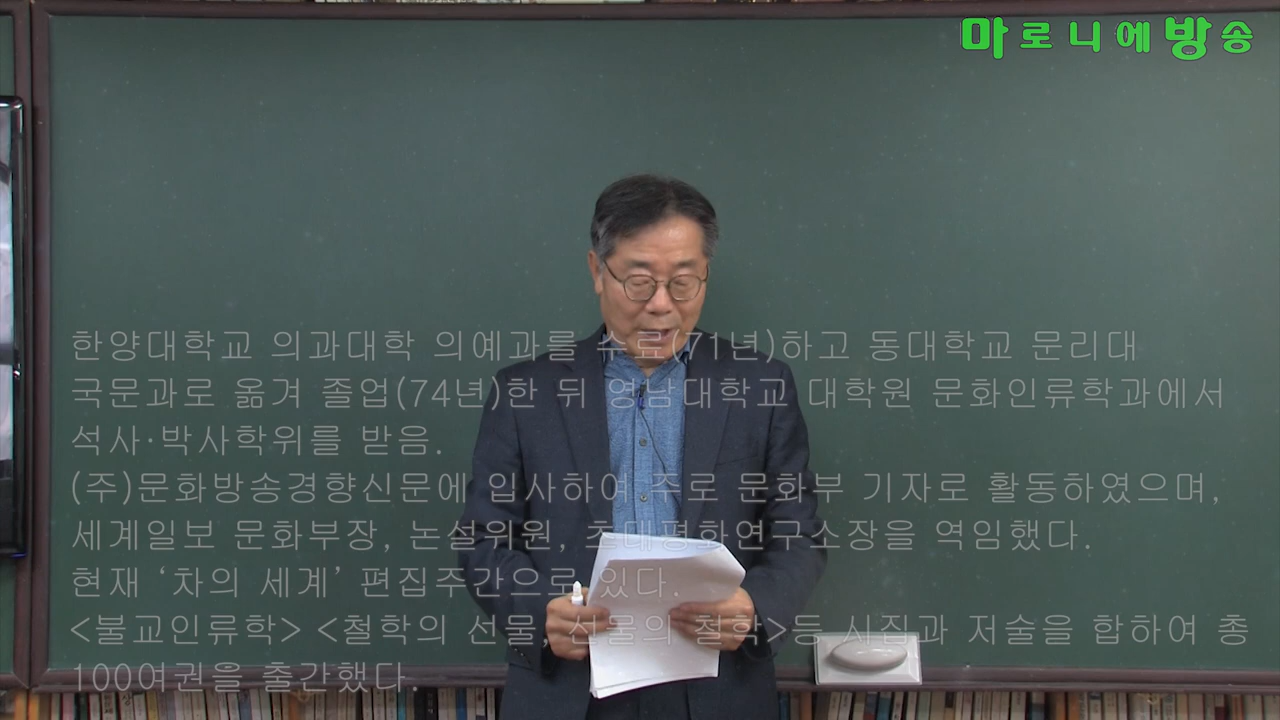 마로니에방송
한양대학교 의과대학 의예과를 수료(71년)하고 동대학교 문리대
국문과로 옮겨 졸업(74년)한 뒤 영남대학교 대학원 문화인류학과에서
석사·박사학위를 받음.
(주)문화방송경향신문에 입사하여 주로 문화부 기자로 활동하였으며,
세계일보 문화부장, 논설위원, 초대평화연구소장을 역임했다.
현재 ‘차의 세계’ 편집주간으로 있다.
<불교인류학> <철학의 선물, 선물의 철학>등 시집과 저술을 합하여 총
100여권을 출간했다.